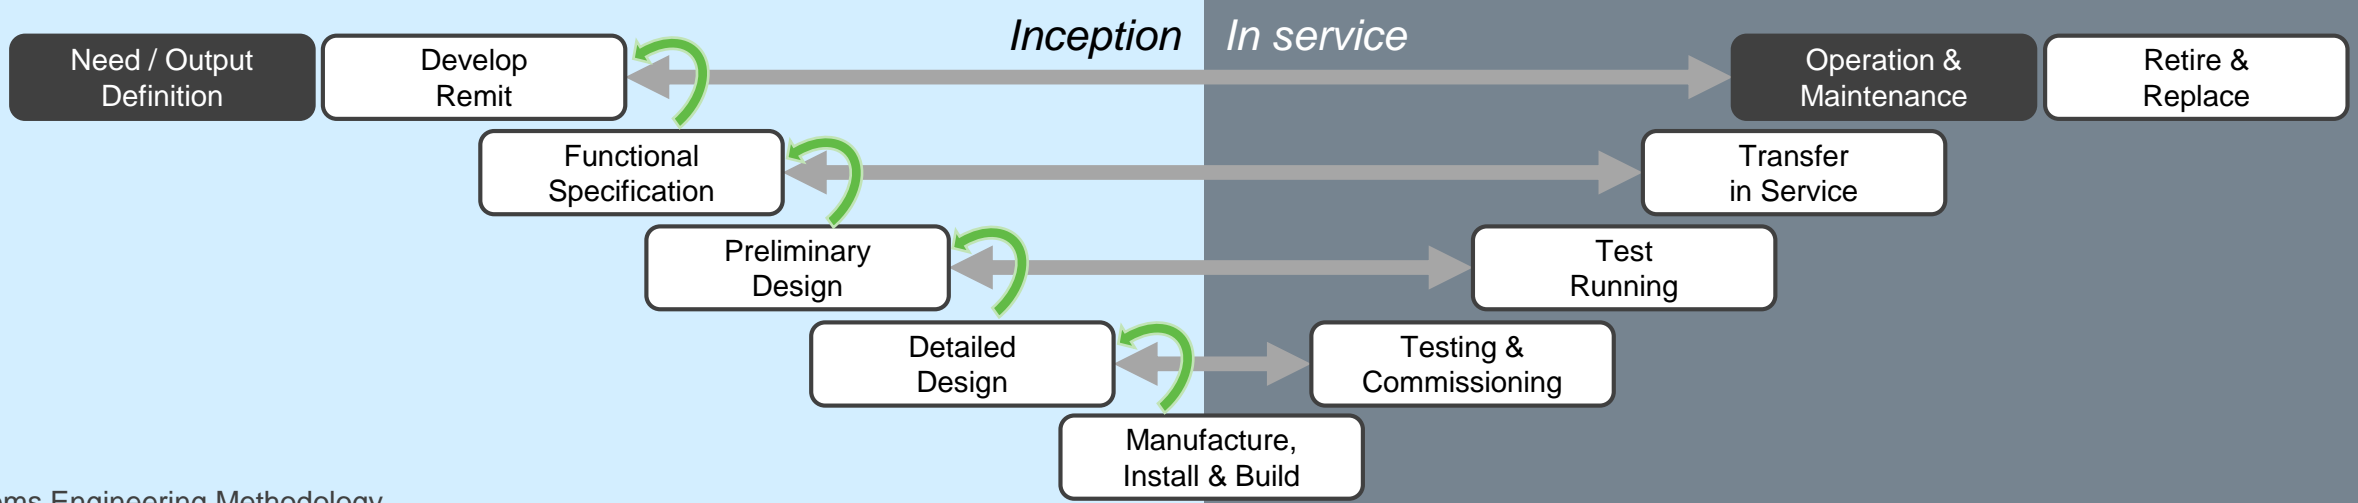 Inception
In service
Need / Output
Definition
Develop
Remit
Operation &
Maintenance
Retire &
Replace
Functional
Specification
Transfer
in Service
Preliminary
Design
Test
Running
Detailed
Design
Testing &
Commissioning
Manufacture,
Install & Build
Engineering Methodology